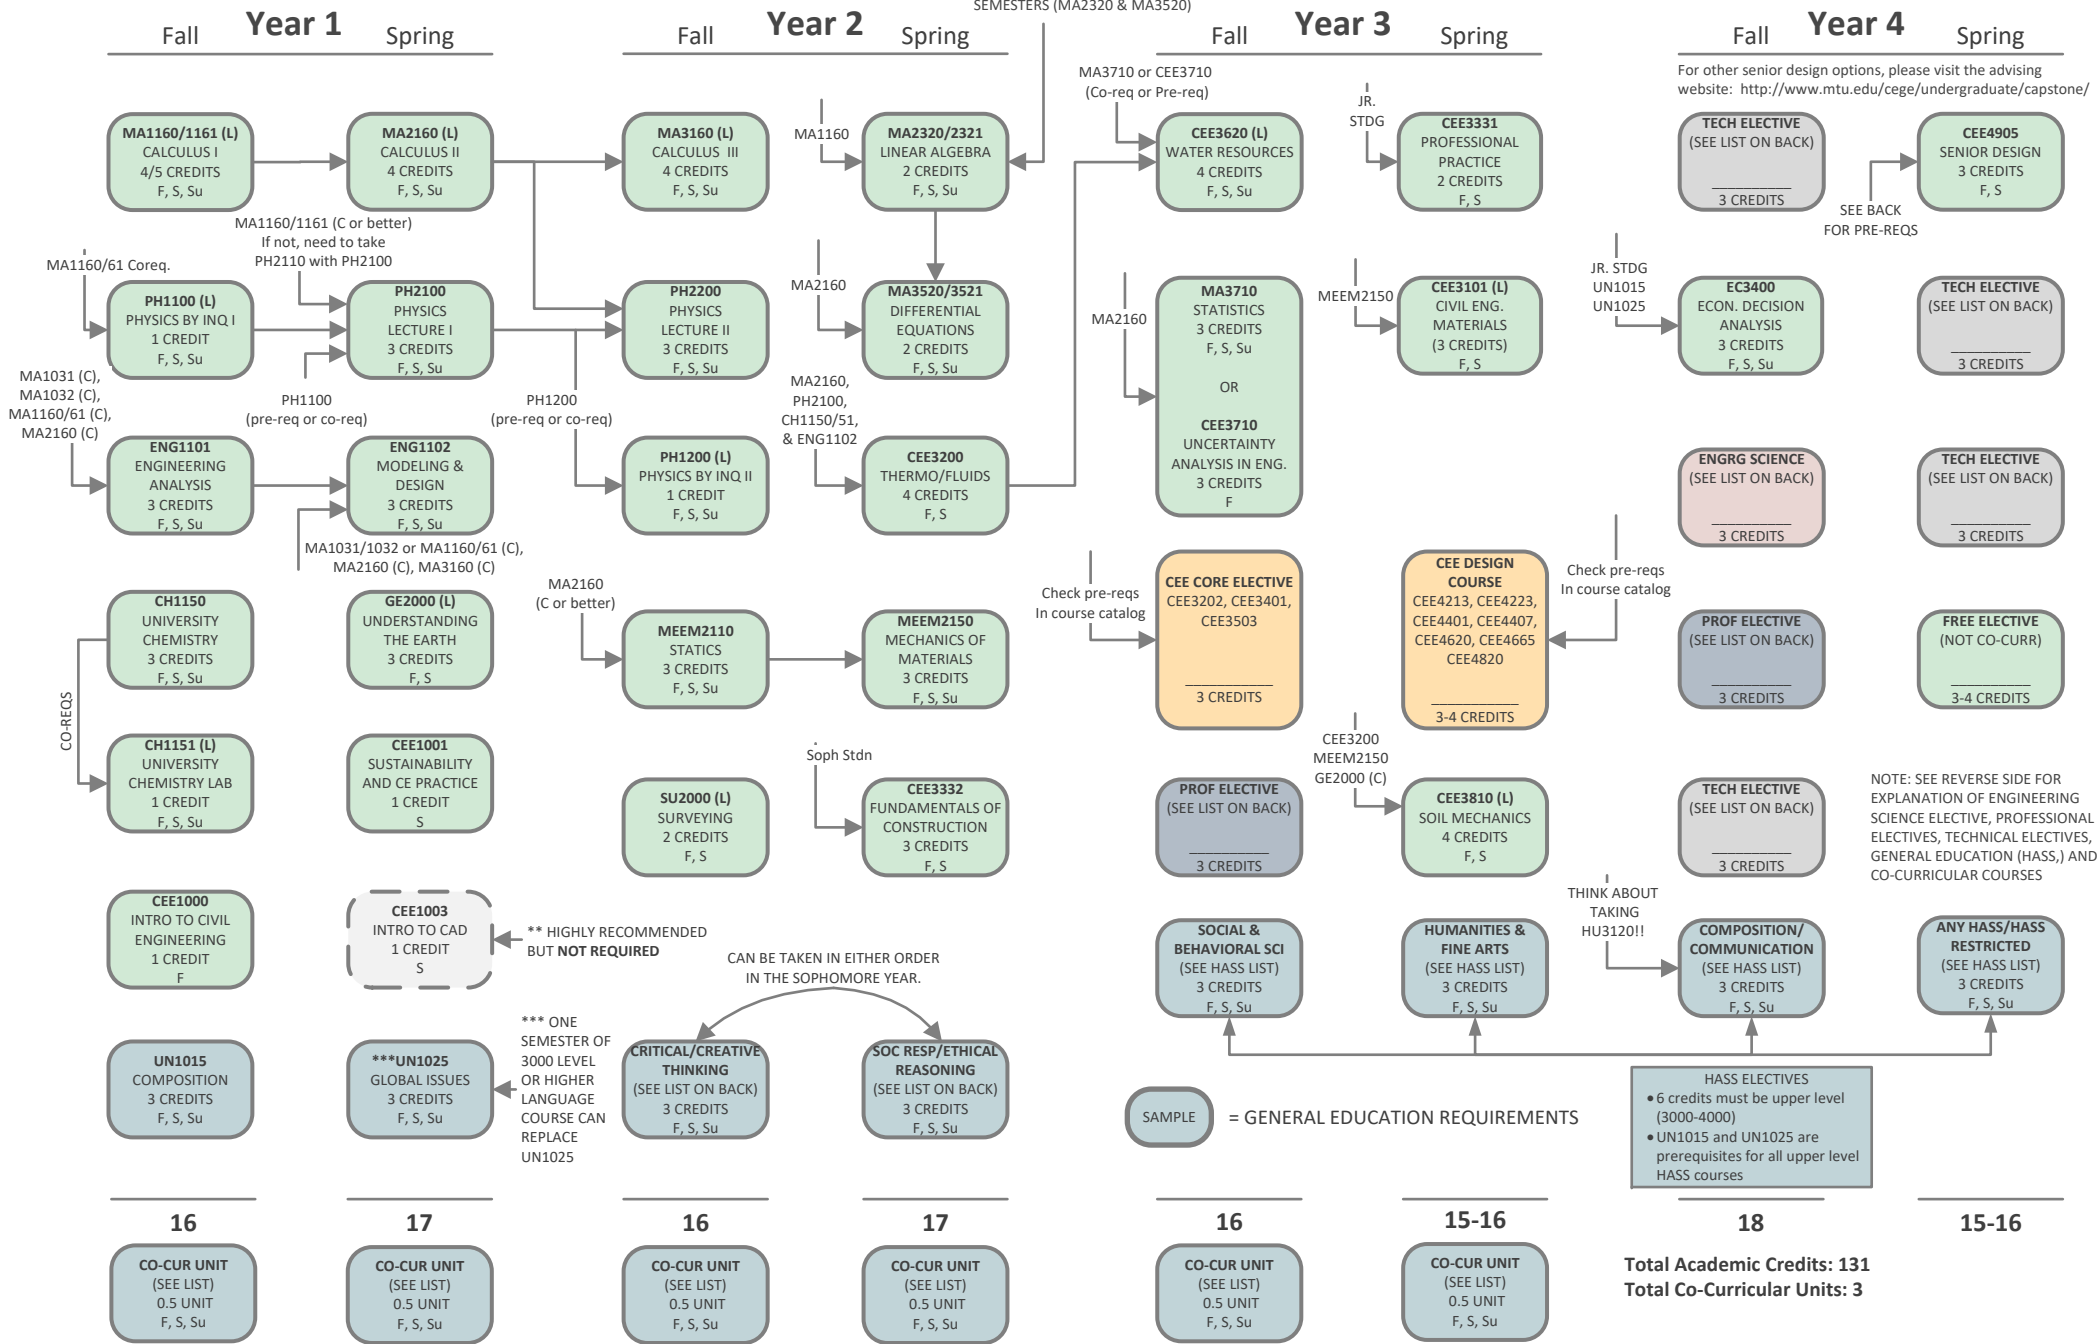 SEMESTERS (MA2320 & MA3520)
Year 1
Fall
Spring
Year 2
Fall
Spring
Year 3
Fall
Spring
Year 4
Fall
Spring
For other senior design options, please visit the advising
website: http://www.mtu.edu/cege/undergraduate/capstone/
MA1160/1161 (L)
CALCULUS I
4/5 CREDITS
F, S, Su
MA2160 (L)
CALCULUS II
4 CREDITS
F, S, Su
MA3160 (L)
CALCULUS III
4 CREDITS
F, S, Su
MA1160
MA2320/2321
LINEAR ALGEBRA
2 CREDITS
F, S, Su
MA3710 or CEE3710
(Co-req or Pre-req)
CEE3620 (L)
WATER RESOURCES
4 CREDITS
F, S, Su
JR.
STDG
CEE3331
PROFESSIONAL
PRACTICE
2 CREDITS
F, S
TECH ELECTIVE
(SEE LIST ON BACK)
3 CREDITS
CEE4905
SENIOR DESIGN
3 CREDITS
F, S
SEE BACK
FOR PRE-REQS
MA1160/61 Coreq.
PH1100 (L)
PHYSICS BY INQ I
1 CREDIT
F, S, Su
MA1160/1161 (C or better)
If not, need to take
PH2110 with PH2100
PH2100
PHYSICS
LECTURE I
3 CREDITS
F, S, Su
PH1100
(pre-req or co-req)
PH2200
PHYSICS
LECTURE II
3 CREDITS
F, S, Su
MA2160
MA3520/3521
DIFFERENTIAL
EQUATIONS
2 CREDITS
F, S, Su
MA2160
MA3710
STATISTICS
3 CREDITS
F, S, Su
OR
CEE3710
UNCERTAINTY
ANALYSIS IN ENG.
3 CREDITS
F
MEEM2150
CEE3101 (L)
CIVIL ENG.
MATERIALS
(3 CREDITS)
F, S
JR. STDG
UN1015
UN1025
EC3400
ECON. DECISION
ANALYSIS
3 CREDITS
F, S, Su
TECH ELECTIVE
(SEE LIST ON BACK)
3 CREDITS
MA1031 (C),
MA1032 (C),
MA1160/61 (C),
MA2160 (C)
ENG1101
ENGINEERING
ANALYSIS
3 CREDITS
F, S, Su
ENG1102
MODELING &
DESIGN
3 CREDITS
F, S, Su
MA1031/1032 or MA1160/61 (C),
MA2160 (C), MA3160 (C)
PH1200
(pre-req or co-req)
PH1200 (L)
PHYSICS BY INQ II
1 CREDIT
F, S, Su
MA2160,
PH2100,
CH1150/51,
& ENG1102
CEE3200
THERMO/FLUIDS
4 CREDITS
F, S
ENGRG SCIENCE
(SEE LIST ON BACK)
3 CREDITS
TECH ELECTIVE
(SEE LIST ON BACK)
3 CREDITS
CH1150
UNIVERSITY
CHEMISTRY
3 CREDITS
F, S, Su
GE2000 (L)
UNDERSTANDING
THE EARTH
3 CREDITS
F, S
MA2160
(C or better)
MEEM2110
STATICS
3 CREDITS
F, S, Su
MEEM2150
MECHANICS OF
MATERIALS
3 CREDITS
F, S, Su
Check pre-reqs
In course catalog
CEE CORE ELECTIVE
CEE3202, CEE3401,
CEE3503
3 CREDITS
CEE DESIGN
COURSE
CEE4213, CEE4223,
CEE4401, CEE4407,
CEE4620, CEE4665
CEE4820
3-4 CREDITS
Check pre-reqs
In course catalog
PROF ELECTIVE
(SEE LIST ON BACK)
3 CREDITS
FREE ELECTIVE
(NOT CO-CURR)
3-4 CREDITS
CO-REQS
CH1151 (L)
UNIVERSITY
CHEMISTRY LAB
1 CREDIT
F, S, Su
CEE1001
SUSTAINABILITY
AND CE PRACTICE
1 CREDIT
S
SU2000 (L)
SURVEYING
2 CREDITS
F, S
Soph Stdn
CEE3332
FUNDAMENTALS OF
CONSTRUCTION
3 CREDITS
F, S
PROF ELECTIVE
(SEE LIST ON BACK)
3 CREDITS
CEE3200
MEEM2150
GE2000 (C)
CEE3810 (L)
SOIL MECHANICS
4 CREDITS
F, S
TECH ELECTIVE
(SEE LIST ON BACK)
3 CREDITS
NOTE: SEE REVERSE SIDE FOR
EXPLANATION OF ENGINEERING
SCIENCE ELECTIVE, PROFESSIONAL
ELECTIVES, TECHNICAL ELECTIVES,
GENERAL EDUCATION (HASS,) AND
CO-CURRICULAR COURSES
CEE1000
INTRO TO CIVIL
ENGINEERING
1 CREDIT
F
CEE1003
INTRO TO CAD
1 CREDIT
S
** HIGHLY RECOMMENDED
BUT NOT REQUIRED
CAN BE TAKEN IN EITHER ORDER
IN THE SOPHOMORE YEAR.
SOCIAL &
BEHAVIORAL SCI
(SEE HASS LIST)
3 CREDITS
F, S, Su
HUMANITIES &
FINE ARTS
(SEE HASS LIST)
3 CREDITS
F, S, Su
THINK ABOUT
TAKING
HU3120!!
COMPOSITION/
COMMUNICATION
(SEE HASS LIST)
3 CREDITS
F, S, Su
ANY HASS/HASS
RESTRICTED
(SEE HASS LIST)
3 CREDITS
F, S, Su
UN1015
COMPOSITION
3 CREDITS
F, S, Su
***UN1025
GLOBAL ISSUES
3 CREDITS
F, S, Su
*** ONE
SEMESTER OF
3000 LEVEL
OR HIGHER
LANGUAGE
COURSE CAN
REPLACE
UN1025
CRITICAL/CREATIVE
THINKING
(SEE LIST ON BACK)
3 CREDITS
F, S, Su
SOC RESP/ETHICAL
REASONING
(SEE LIST ON BACK)
3 CREDITS
F, S, Su
SAMPLE
= GENERAL EDUCATION REQUIREMENTS
HASS ELECTIVES
• 6 credits must be upper level
(3000-4000)
• UN1015 and UN1025 are
prerequisites for all upper level
HASS courses
16
17
16
17
16
15-16
18
15-16
CO-CUR UNIT
(SEE LIST)
0.5 UNIT
F, S, Su
CO-CUR UNIT
(SEE LIST)
0.5 UNIT
F, S, Su
CO-CUR UNIT
(SEE LIST)
0.5 UNIT
F, S, Su
CO-CUR UNIT
(SEE LIST)
0.5 UNIT
F, S, Su
CO-CUR UNIT
(SEE LIST)
0.5 UNIT
F, S, Su
CO-CUR UNIT
(SEE LIST)
0.5 UNIT
F, S, Su
Total Academic Credits: 131
Total Co-Curricular Units: 3